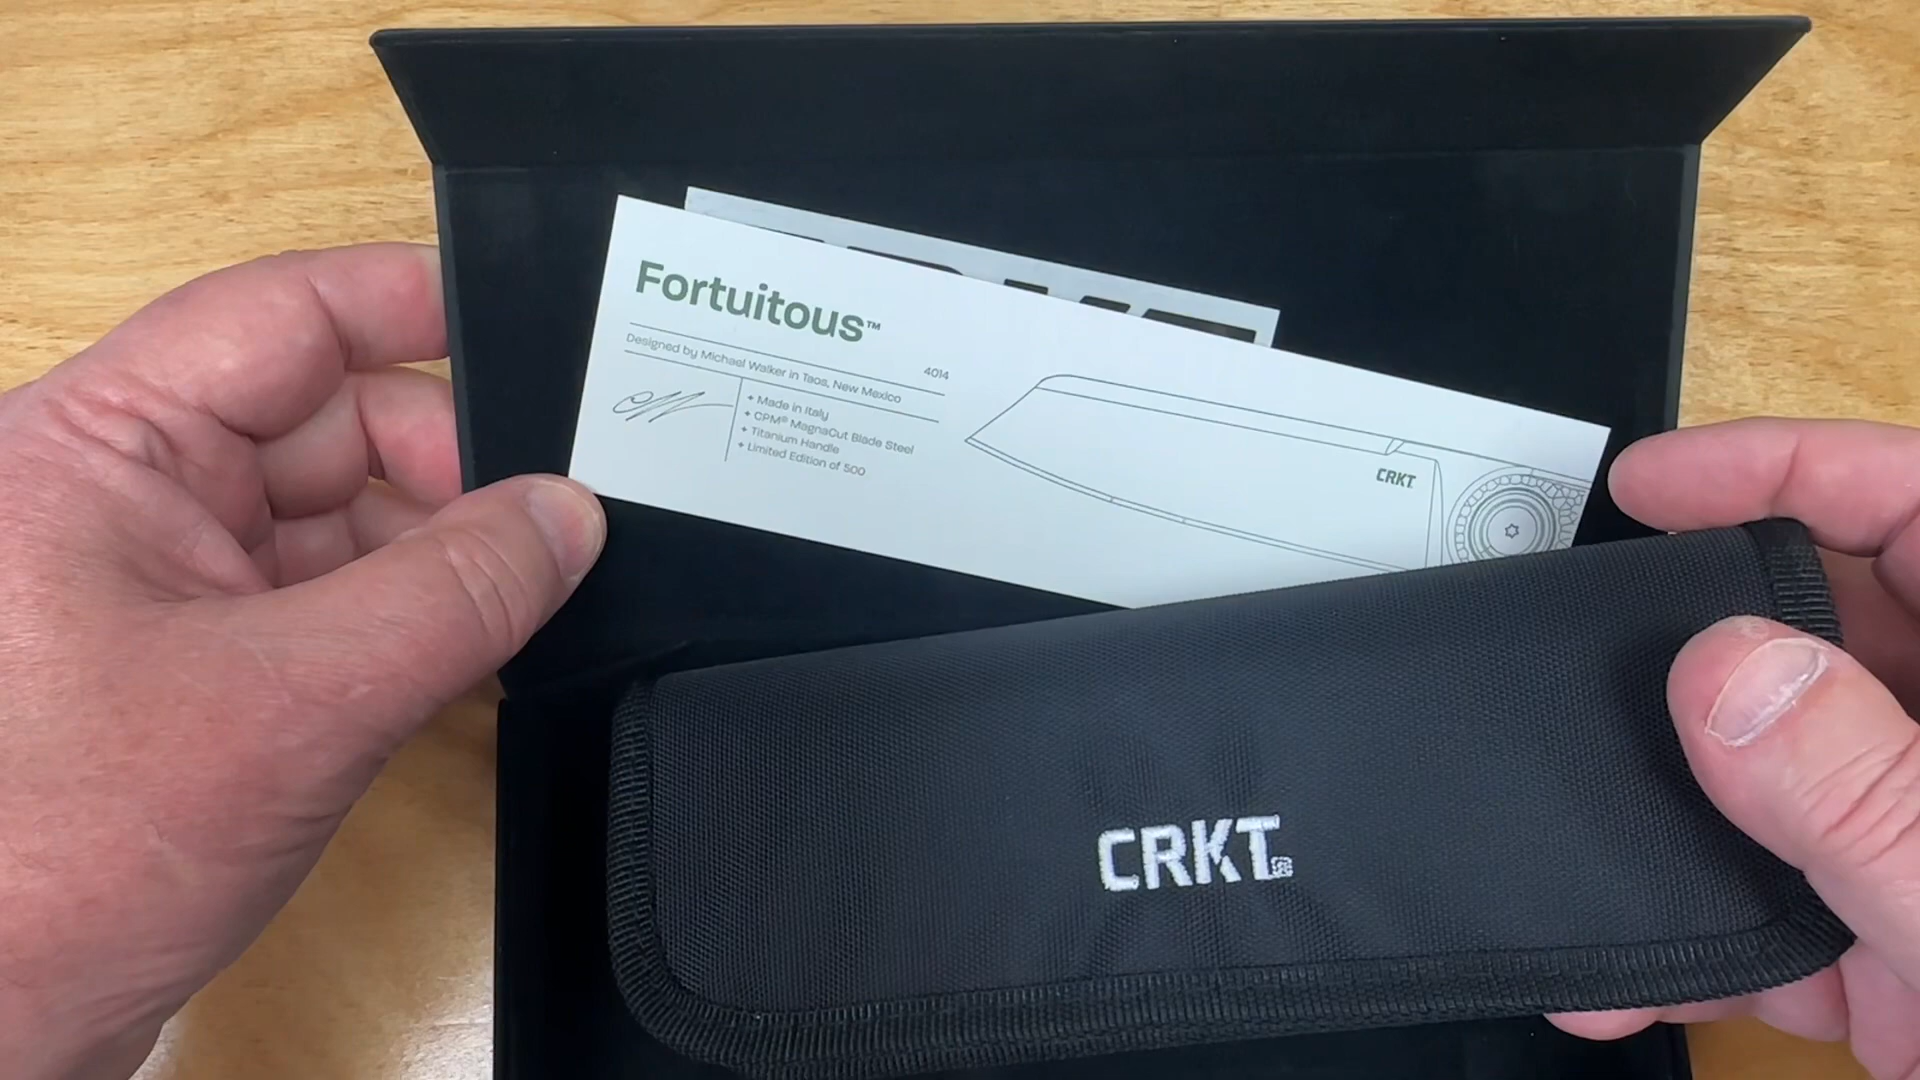 Fortuitous™
4014
Designed by Michael Walker in Taos, New Mexico
+ Made in Italy
+ CPM® MagnaCut Blade Steel
+ Titanium Handle
+ Limited Edition of 500
CRKT
CRKT